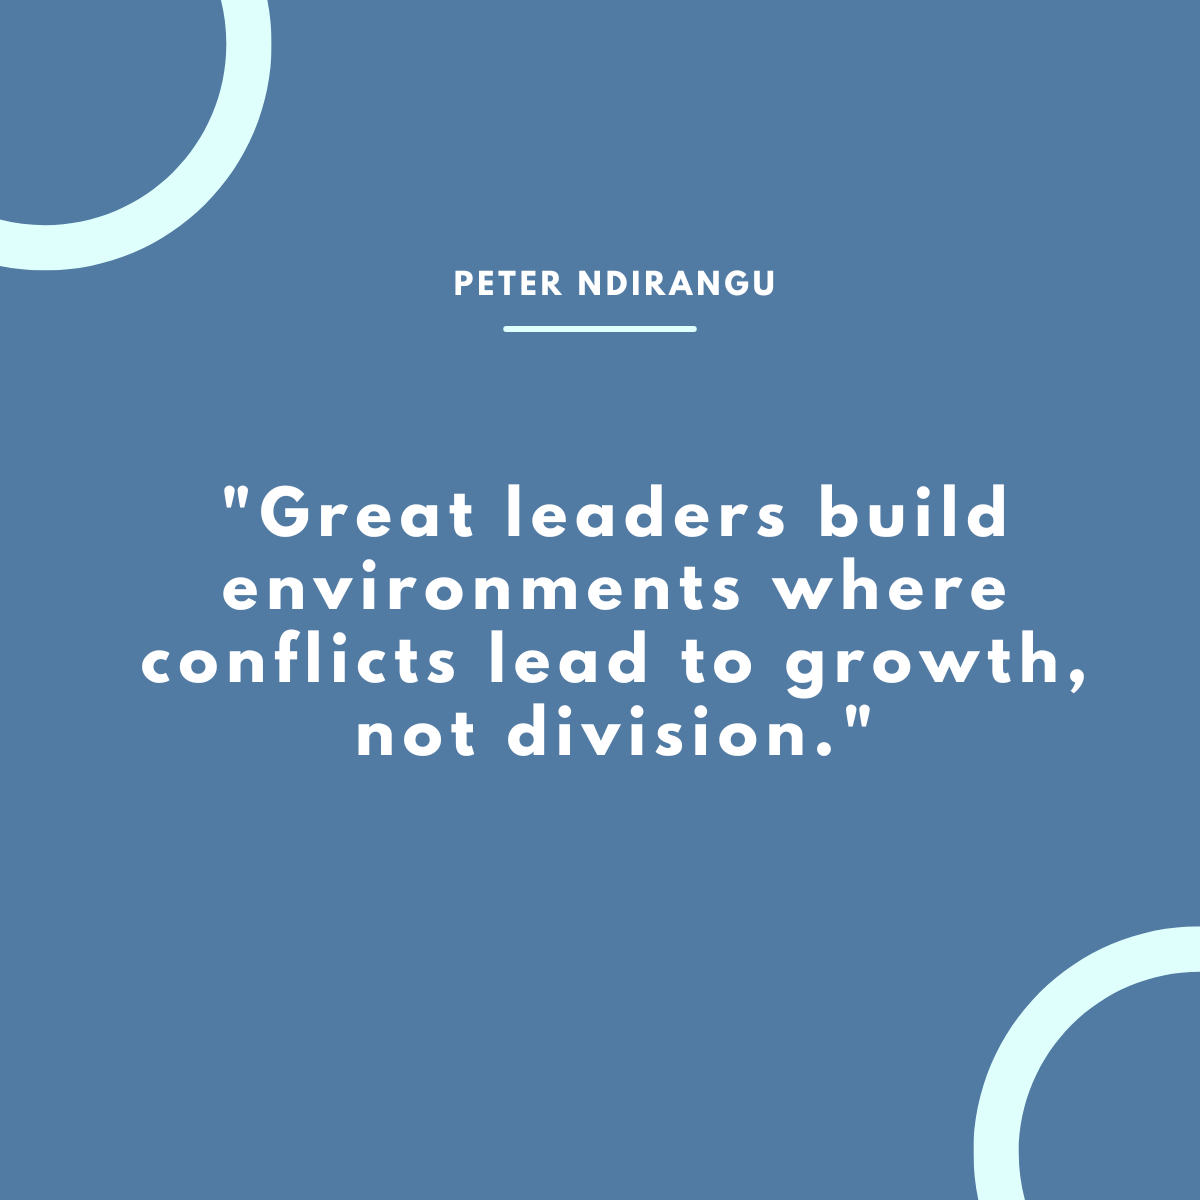 PETER NDIRANGU
"Great leaders build
environments where
conflicts lead to growth,
not division."